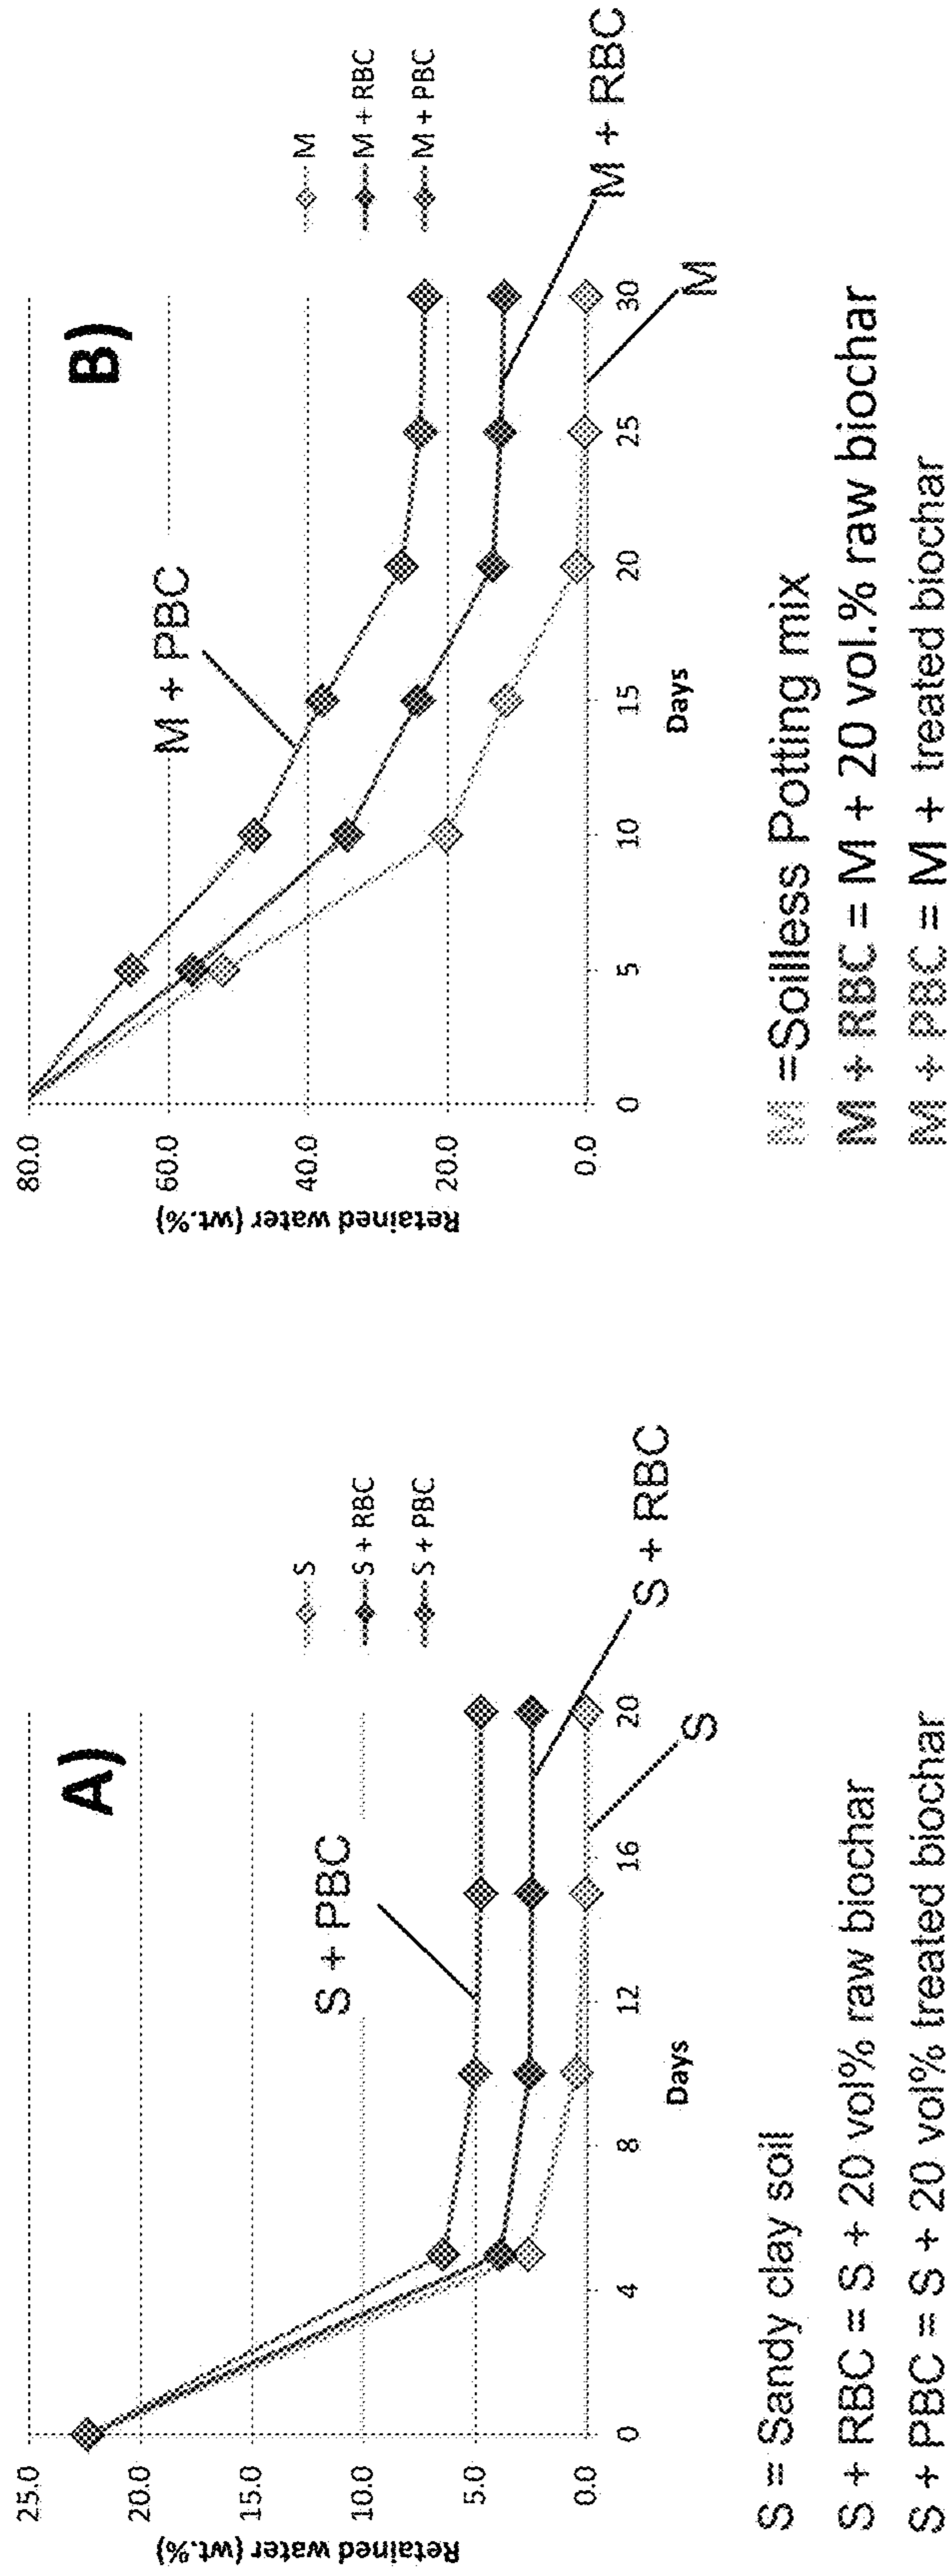 A)
25.0
20.0
15.0
10.0
5.0
0.0
Retained water (wt.%)
0 4 8 12 16 20
Days
S + PBC
S
S + RBC
S + PBC
S + RBC
S
S = Sandy clay soil
S + RBC = S + 20 vol% raw biochar
S + PBC = S + 20 vol% treated biochar
B)
80.0
60.0
40.0
20.0
0.0
Retained water (wt.%)
0 5 10 15 20 25 30
Days
M + PBC
M
M + RBC
M + PBC
M + RBC
M
M =Soilless Potting mix
M + RBC = M + 20 vol.% raw biochar
M + PBC = M + treated biochar